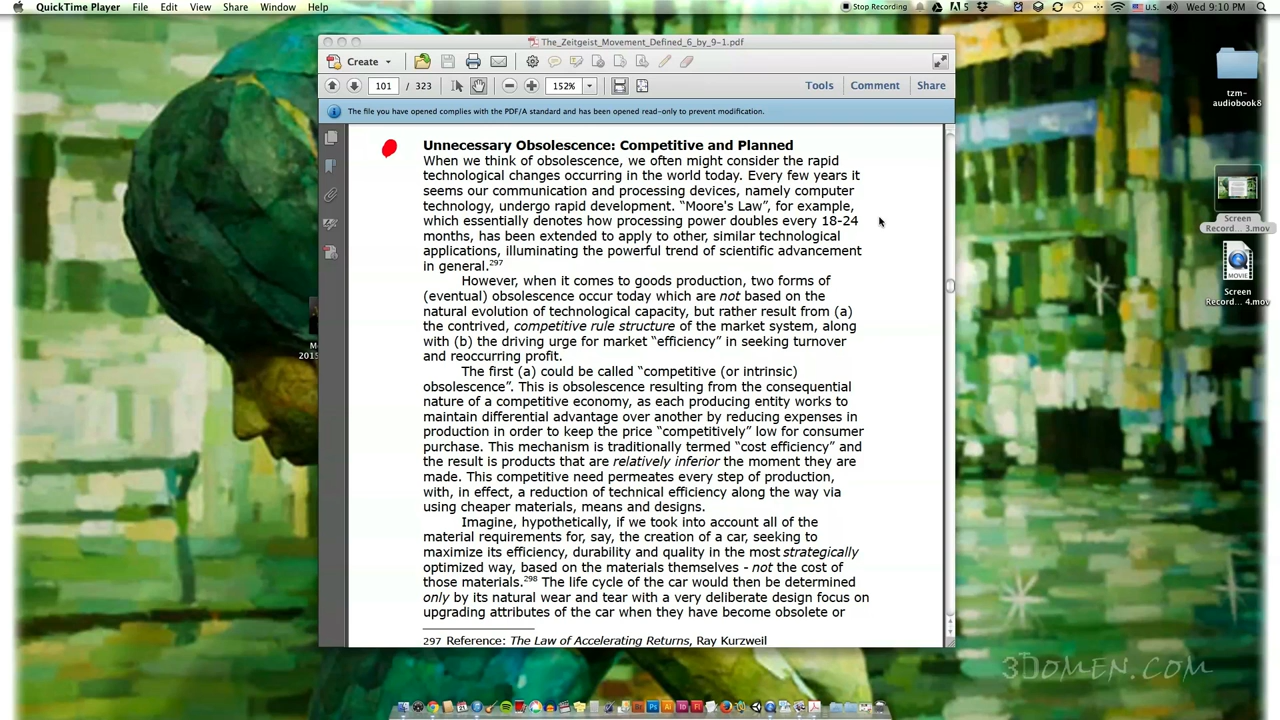 QuickTime Player File Edit View Share Window Help
Stop Recording
5
U.S.
Wed 9:10 PM
The_Zeitgeist_Movement_Defined_6_by_9-1.pdf
Create
101 / 323
152%
Tools Comment Share
The file you have opened complies with the PDF/A standard and has been opened read-only to prevent modification.
Unnecessary Obsolescence: Competitive and Planned
When we think of obsolescence, we often might consider the rapid
technological changes occurring in the world today. Every few years it
seems our communication and processing devices, namely computer
technology, undergo rapid development. “Moore's Law”, for example,
which essentially denotes how processing power doubles every 18-24
months, has been extended to apply to other, similar technological
applications, illuminating the powerful trend of scientific advancement
in general.297
However, when it comes to goods production, two forms of
(eventual) obsolescence occur today which are not based on the
natural evolution of technological capacity, but rather result from (a)
the contrived, competitive rule structure of the market system, along
with (b) the driving urge for market “efficiency” in seeking turnover
and reoccurring profit.
The first (a) could be called “competitive (or intrinsic)
obsolescence”. This is obsolescence resulting from the consequential
nature of a competitive economy, as each producing entity works to
maintain differential advantage over another by reducing expenses in
production in order to keep the price “competitively” low for consumer
purchase. This mechanism is traditionally termed “cost efficiency” and
the result is products that are relatively inferior the moment they are
made. This competitive need permeates every step of production,
with, in effect, a reduction of technical efficiency along the way via
using cheaper materials, means and designs.
Imagine, hypothetically, if we took into account all of the
material requirements for, say, the creation of a car, seeking to
maximize its efficiency, durability and quality in the most strategically
optimized way, based on the materials themselves - not the cost of
those materials.298 The life cycle of the car would then be determined
only by its natural wear and tear with a very deliberate design focus on
upgrading attributes of the car when they have become obsolete or
297 Reference: The Law of Accelerating Returns, Ray Kurzweil
tzm-
audiobook8
Screen
Record... 3.mov
MOVIE
Screen
Record... 4.mov
3DOMEN.COM